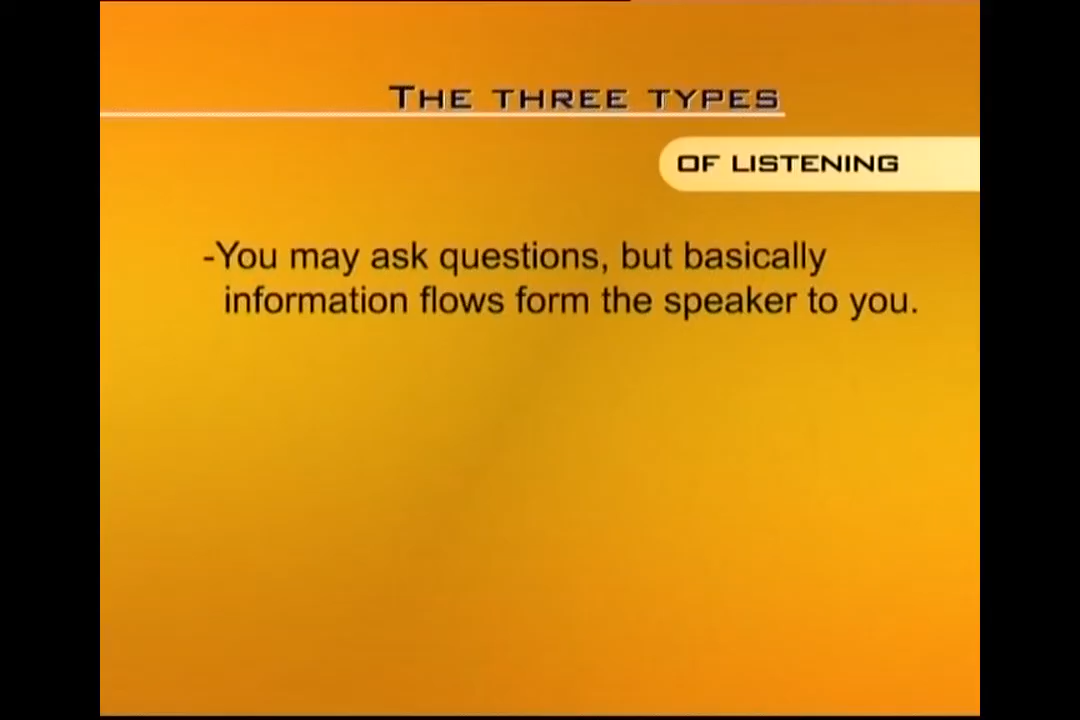 THE THREE TYPES
OF LISTENING
-You may ask questions, but basically
information flows form the speaker to you.